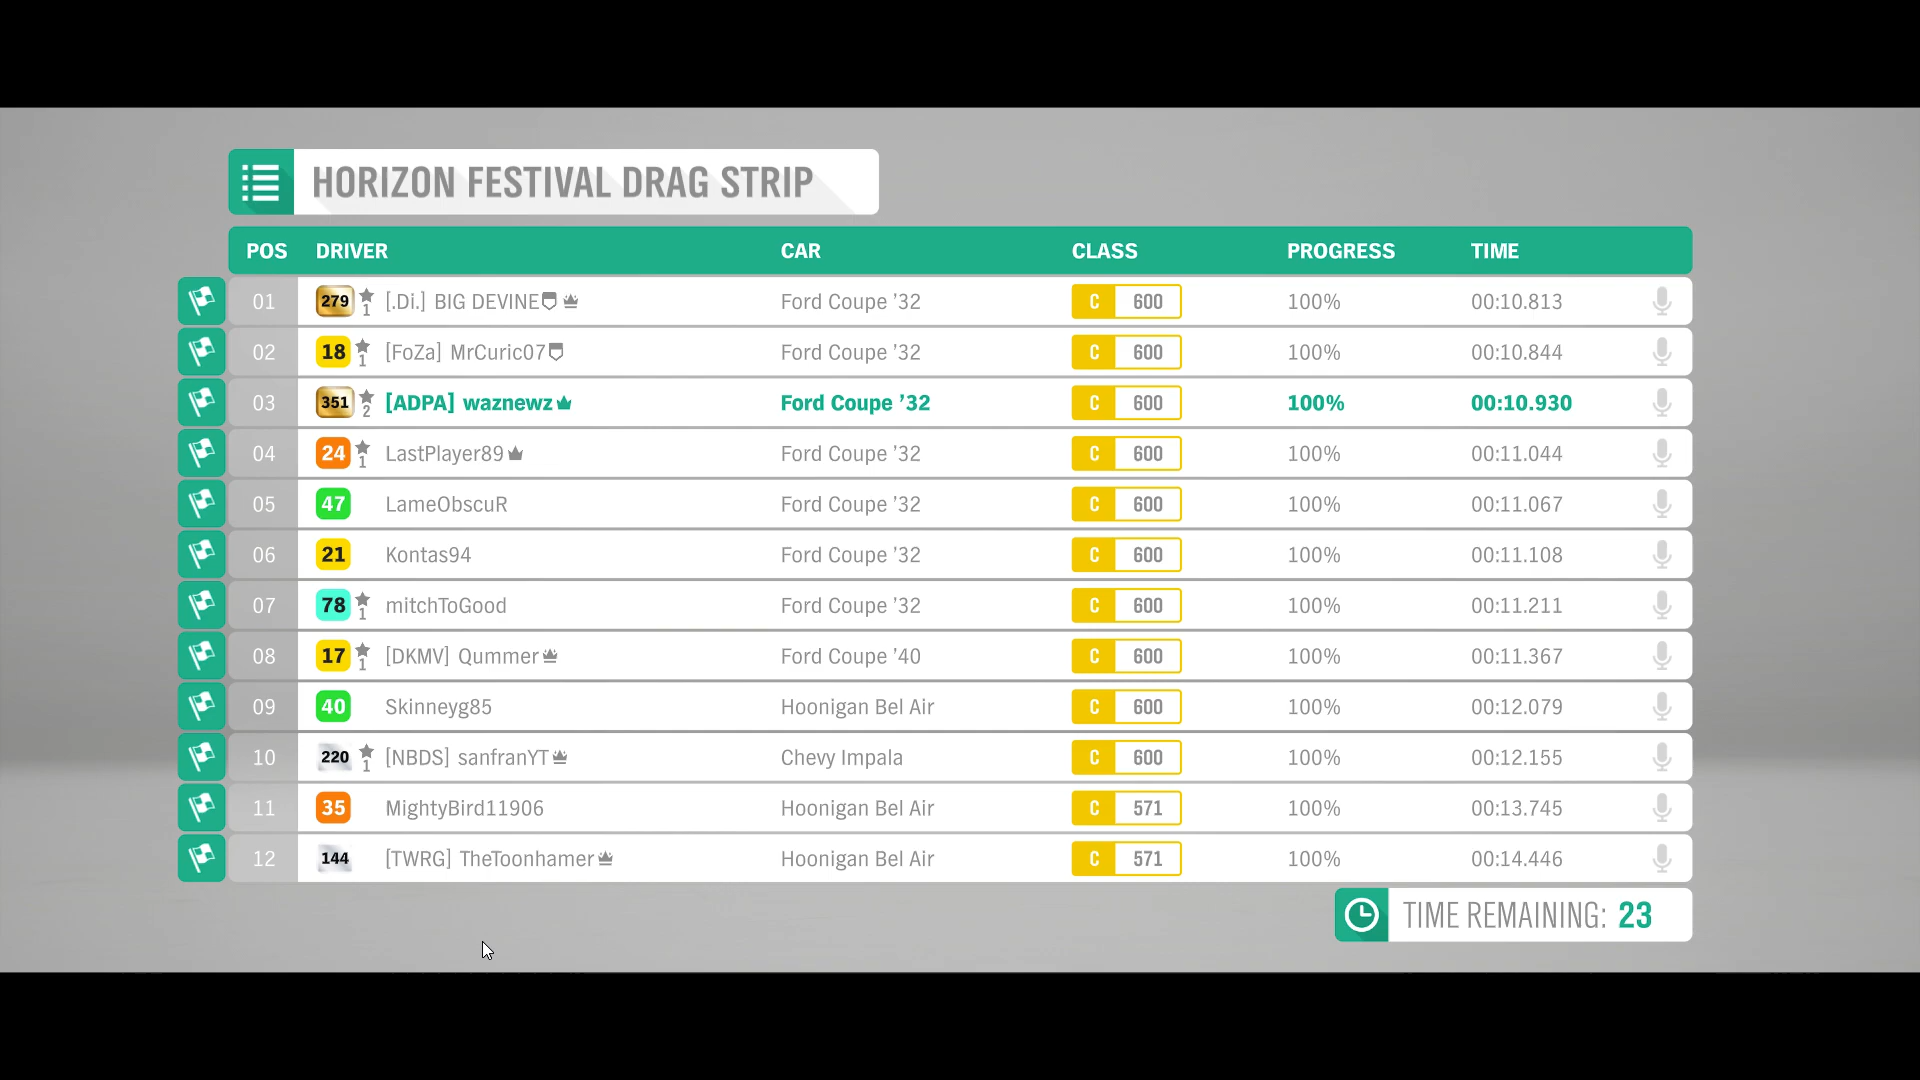 HORIZON FESTIVAL DRAG STRIP
POS DRIVER CAR CLASS PROGRESS TIME
01 279 1 [.Di.] BIG DEVINE Ford Coupe ’32 C 600 100% 00:10.813
02 18 1 [FoZa] MrCuric07 Ford Coupe ’32 C 600 100% 00:10.844
03 351 2 [ADPA] waznewz Ford Coupe ’32 C 600 100% 00:10.930
04 24 1 LastPlayer89 Ford Coupe ’32 C 600 100% 00:11.044
05 47 LameObscuR Ford Coupe ’32 C 600 100% 00:11.067
06 21 Kontas94 Ford Coupe ’32 C 600 100% 00:11.108
07 78 1 mitchToGood Ford Coupe ’32 C 600 100% 00:11.211
08 17 1 [DKMV] Qummer Ford Coupe ’40 C 600 100% 00:11.367
09 40 Skinneyg85 Hoonigan Bel Air C 600 100% 00:12.079
10 220 1 [NBDS] sanfranYT Chevy Impala C 600 100% 00:12.155
11 35 MightyBird11906 Hoonigan Bel Air C 571 100% 00:13.745
12 144 [TWRG] TheToonhamer Hoonigan Bel Air C 571 100% 00:14.446
TIME REMAINING: 23